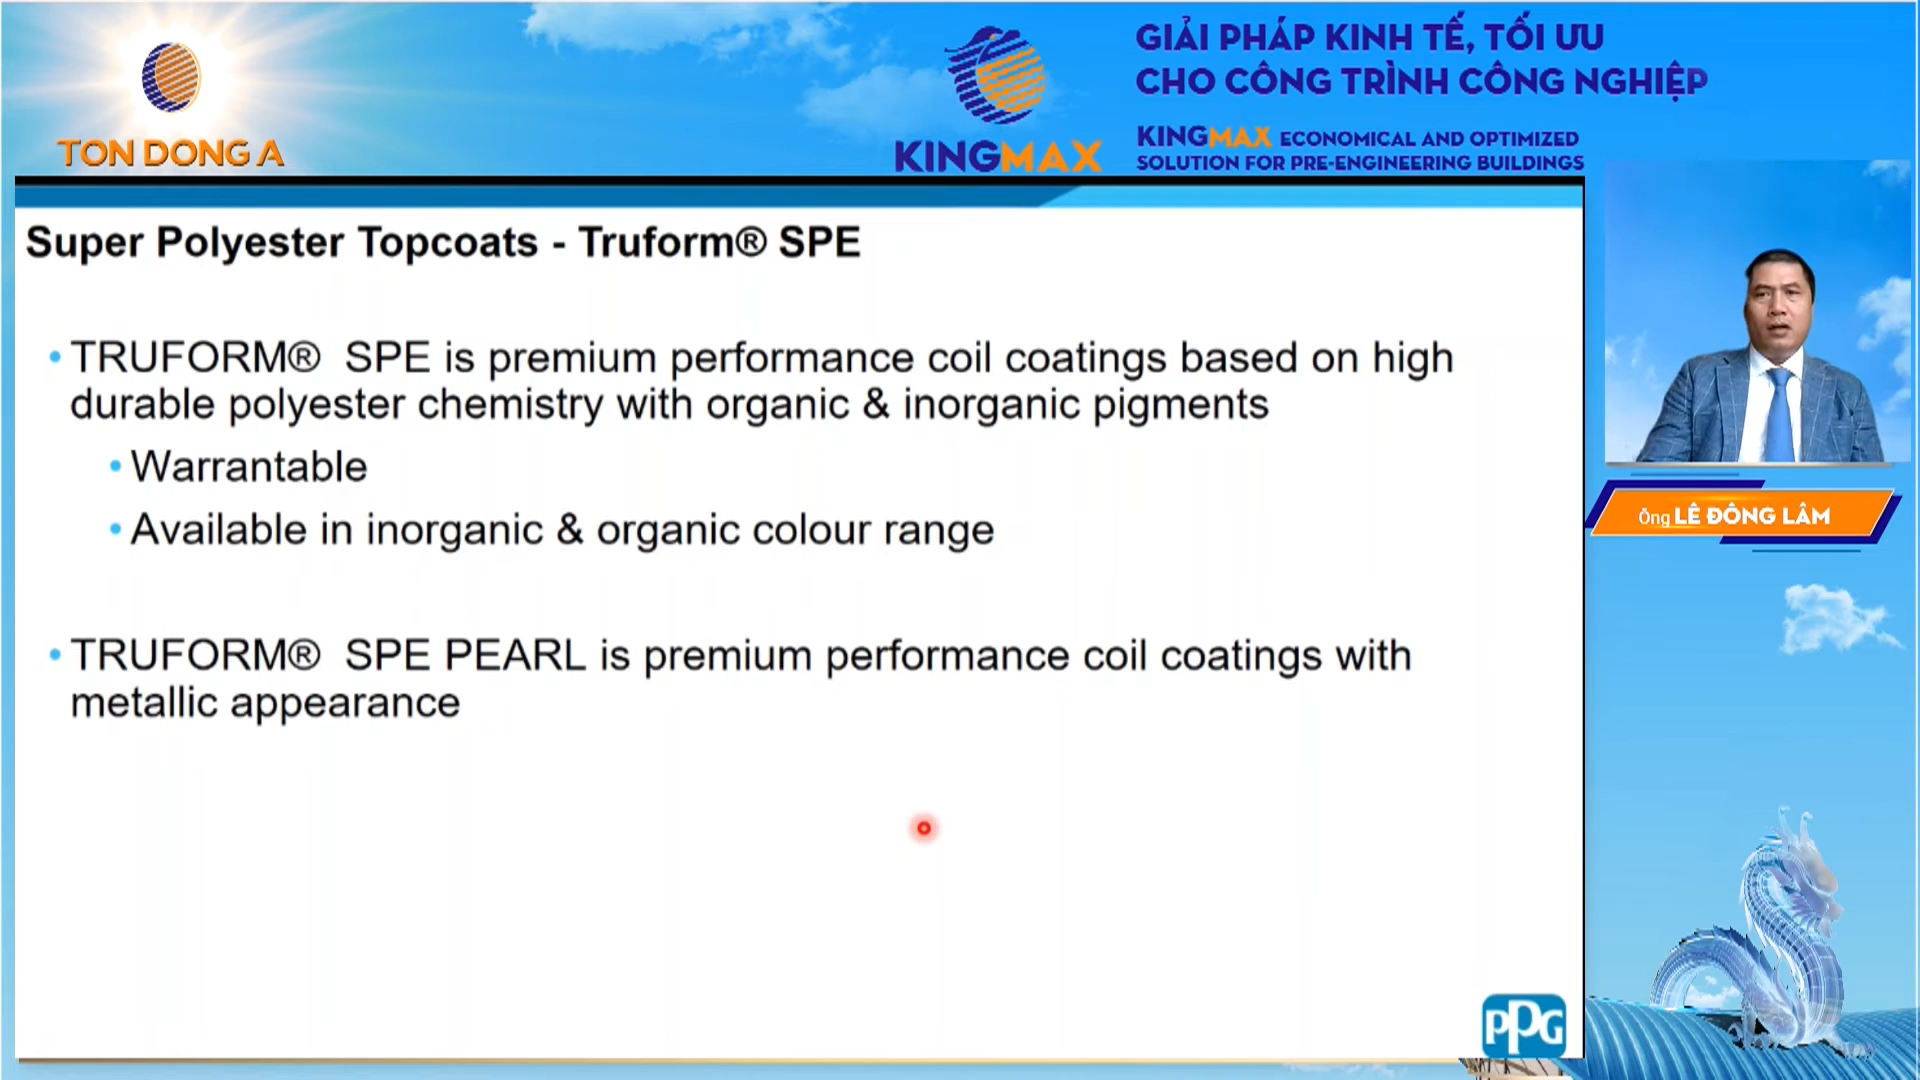 TON DONG A
KINGMAX
GIẢI PHÁP KINH TẾ, TỐI ƯU
CHO CÔNG TRÌNH CÔNG NGHIỆP
KINGMAX ECONOMICAL AND OPTIMIZED
SOLUTION FOR PRE-ENGINEERING BUILDINGS
Super Polyester Topcoats - Truform® SPE
• TRUFORM® SPE is premium performance coil coatings based on high
durable polyester chemistry with organic & inorganic pigments
• Warrantable
• Available in inorganic & organic colour range
• TRUFORM® SPE PEARL is premium performance coil coatings with
metallic appearance
Ông LÊ ĐÔNG LÂM
PPG